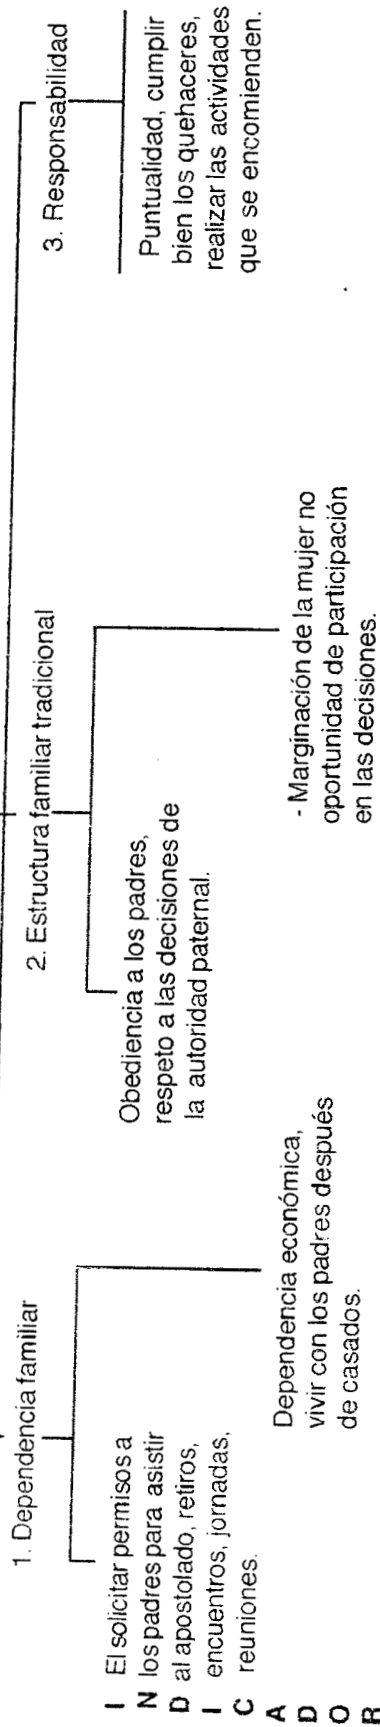 1. Dependencia familiar
2. Estructura familiar tradicional
3. Responsabilidad
I
N
D
I
C
A
D
O
R
El solicitar permisos a
los padres para asistir
al apostolado, retiros,
encuentros, jornadas,
reuniones.
Dependencia económica,
vivir con los padres después
de casados.
Obediencia a los padres,
respeto a las decisiones de
la autoridad paternal.
- Marginación de la mujer no
oportunidad de participación
en las decisiones.
Puntualidad, cumplir
bien los quehaceres,
realizar las actividades
que se encomienden.